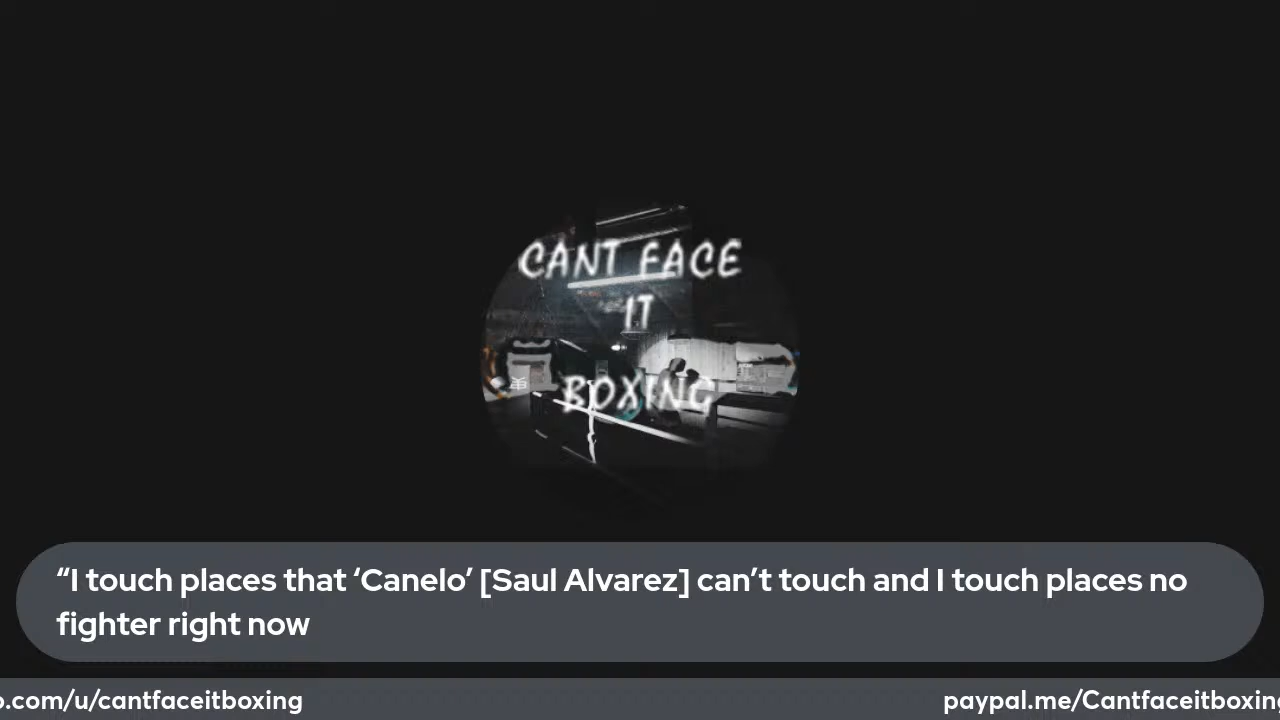 CANT FACE
IT
BOXING
“I touch places that ‘Canelo’ [Saul Alvarez] can’t touch and I touch places no
fighter right now
.com/u/cantfaceitboxing
paypal.me/Cantfaceitboxing